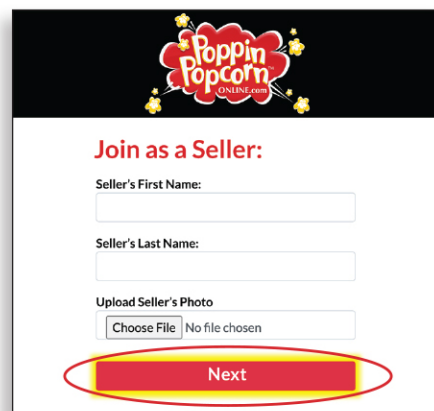 Poppin
Popcorn™
ONLINE.com
Join as a Seller:
Seller's First Name:
Seller's Last Name:
Upload Seller's Photo
Choose File No file chosen
Next